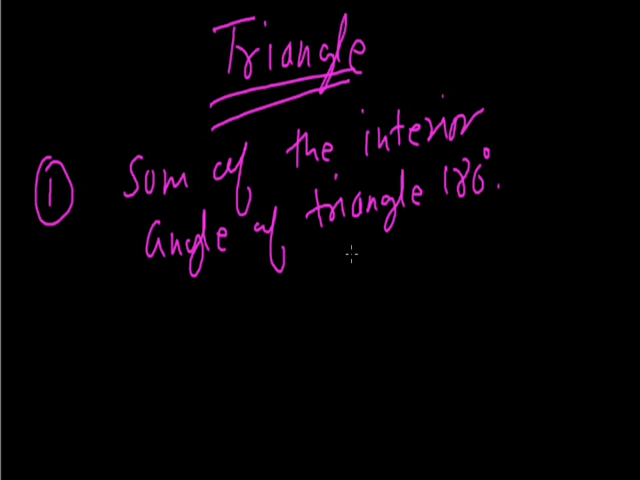 Triangle
① Sum of the interior
angle of triangle 180°.